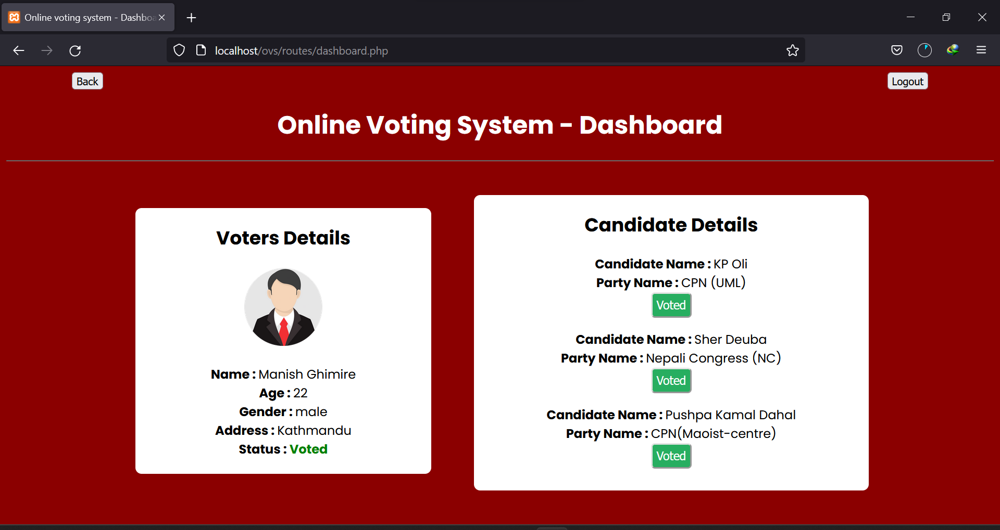 Online voting system - Dashboa
localhost/ovs/routes/dashboard.php
Back
Logout
Online Voting System - Dashboard
Voters Details
Name : Manish Ghimire
Age : 22
Gender : male
Address : Kathmandu
Status : Voted
Candidate Details
Candidate Name : KP Oli
Party Name : CPN (UML)
Voted
Candidate Name : Sher Deuba
Party Name : Nepali Congress (NC)
Voted
Candidate Name : Pushpa Kamal Dahal
Party Name : CPN(Maoist-centre)
Voted